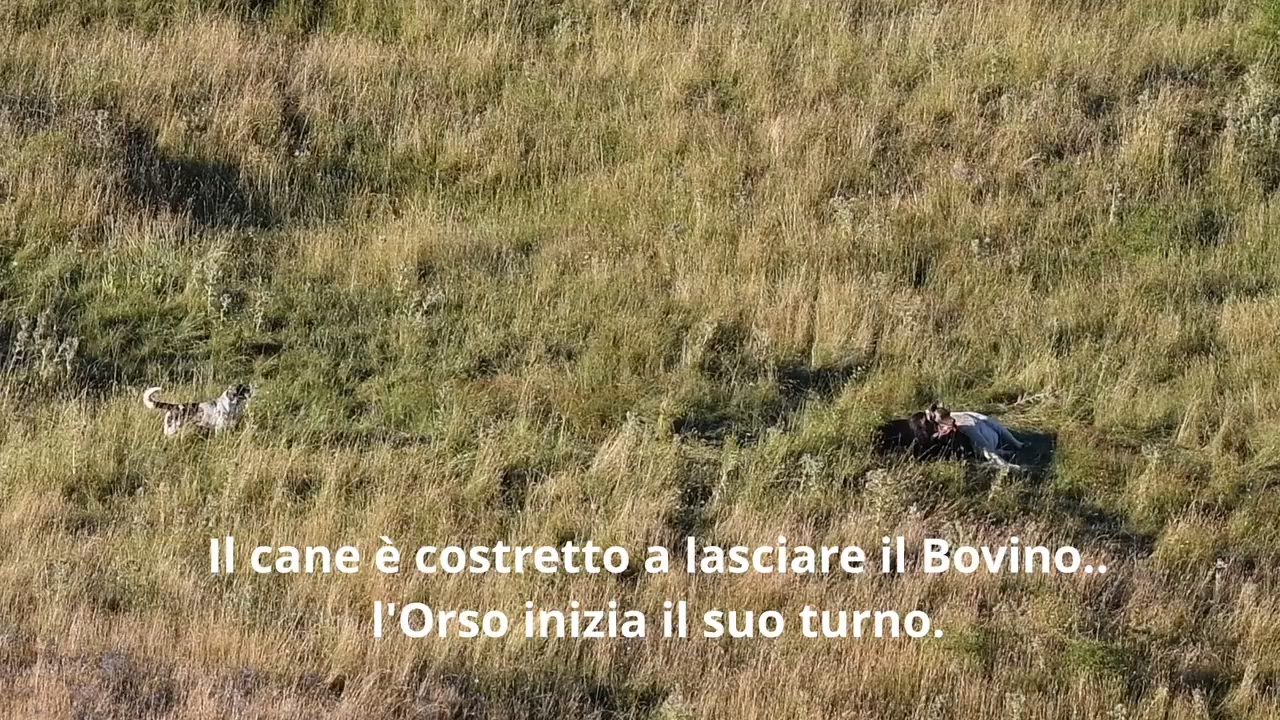 Il cane è costretto a lasciare il Bovino..
l'Orso inizia il suo turno.